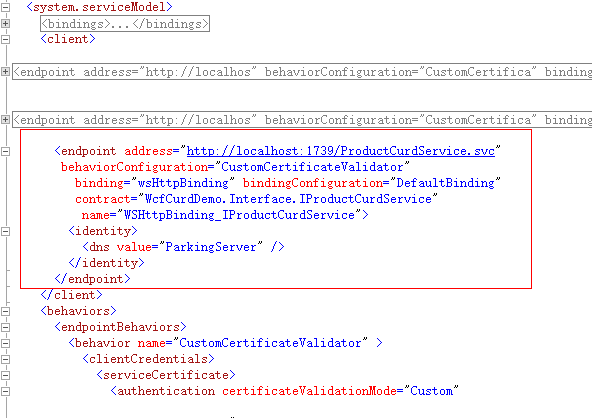 <system.serviceModel>
<bindings>...</bindings>
<client>
<endpoint address="http://localhos" behaviorConfiguration="CustomCertifica" binding
<endpoint address="http://localhos" behaviorConfiguration="CustomCertifica" binding
<endpoint address="http://localhost:1739/ProductCurdService.svc"
behaviorConfiguration="CustomCertificateValidator"
binding="wsHttpBinding" bindingConfiguration="DefaultBinding"
contract="WcfCurdDemo.Interface.IProductCurdService"
name="WSHttpBinding_IProductCurdService">
<identity>
<dns value="ParkingServer" />
</identity>
</endpoint>
</client>
<behaviors>
<endpointBehaviors>
<behavior name="CustomCertificateValidator" >
<clientCredentials>
<serviceCertificate>
<authentication certificateValidationMode="Custom"